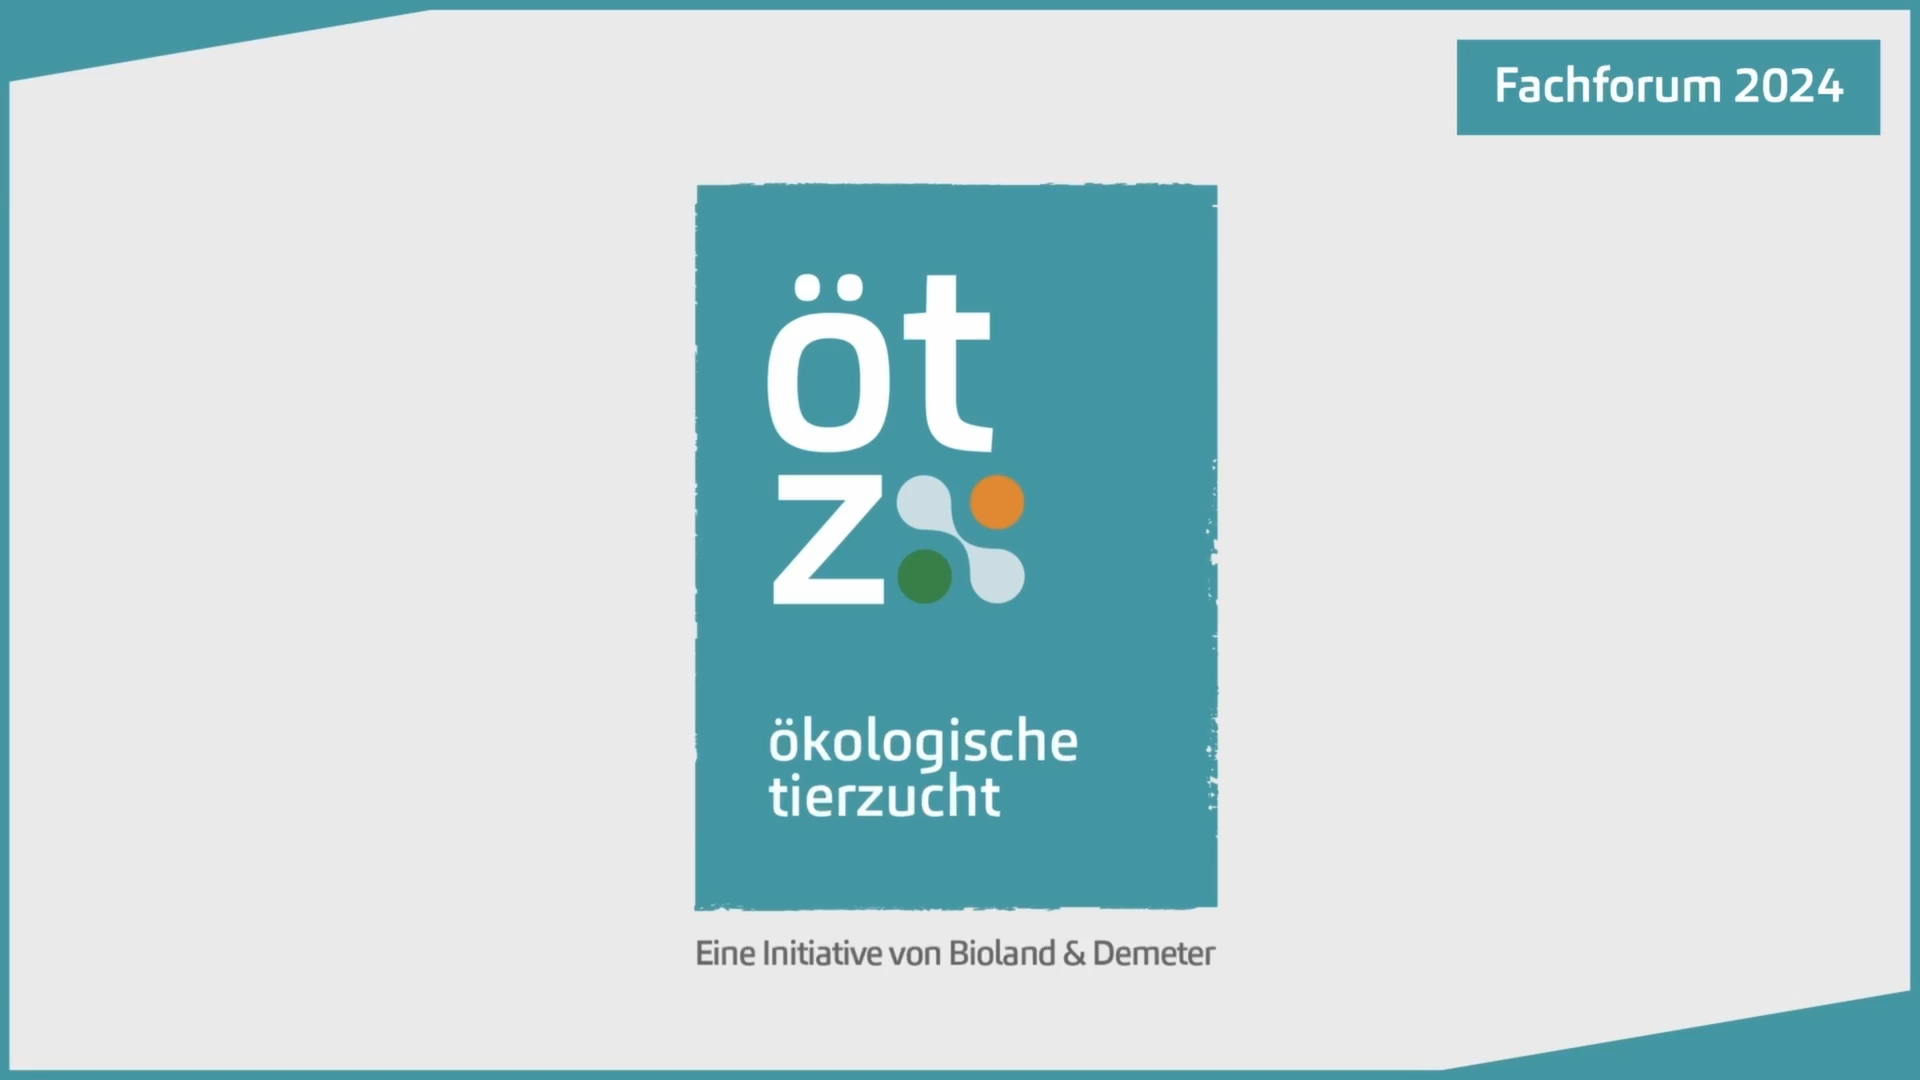 Fachforum 2024
öt
z
ökologische
tierzucht
Eine Initiative von Bioland & Demeter